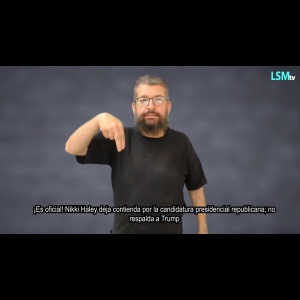 LSMtv
¡Es oficial! Nikki Haley deja contienda por la candidatura presidencial republicana; no
respalda a Trump